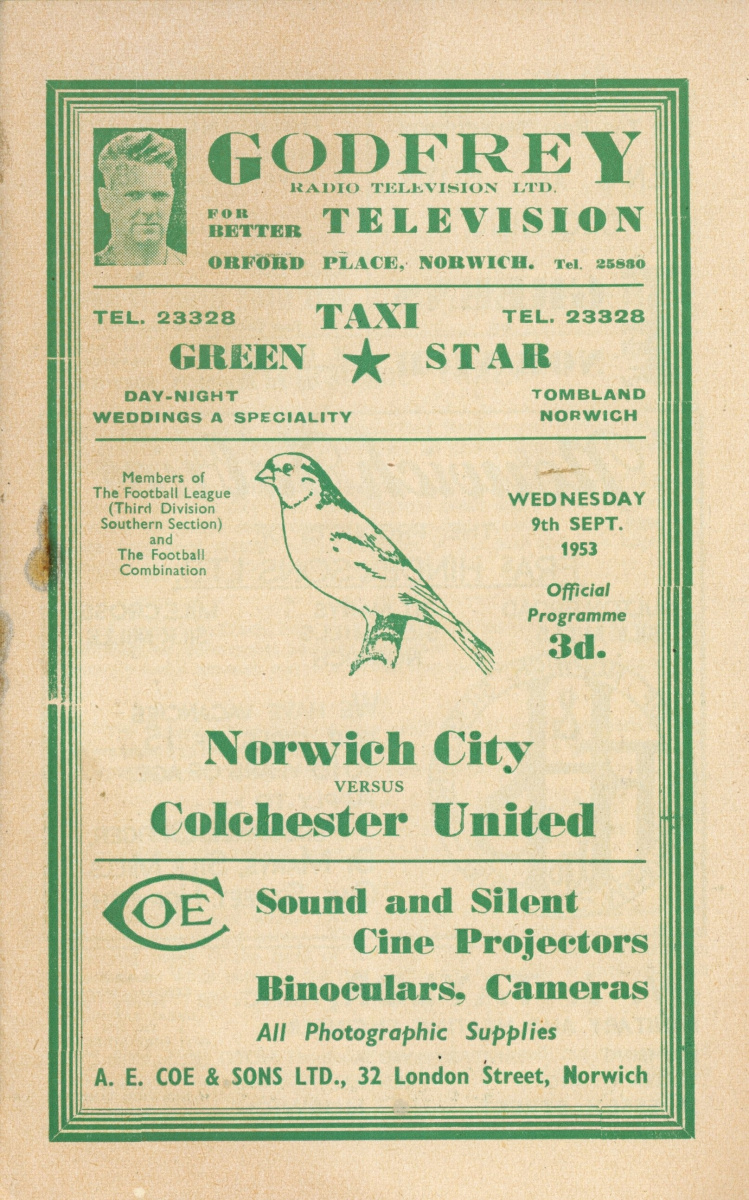 GODFREY
RADIO TELEVISION LTD.
FOR
BETTER TELEVISION
ORFORD PLACE, NORWICH. Tel. 25880
TEL. 23328 TAXI TEL. 23328
GREEN STAR
DAY-NIGHT TOMBLAND
WEDDINGS A SPECIALITY NORWICH
Members of
The Football League
(Third Division
Southern Section)
and
The Football
Combination
WEDNESDAY
9th SEPT.
1953
Official
Programme
3d.
Norwich City
VERSUS
Colchester United
COE
Sound and Silent
Cine Projectors
Binoculars, Cameras
All Photographic Supplies
A. E. COE & SONS LTD., 32 London Street, Norwich